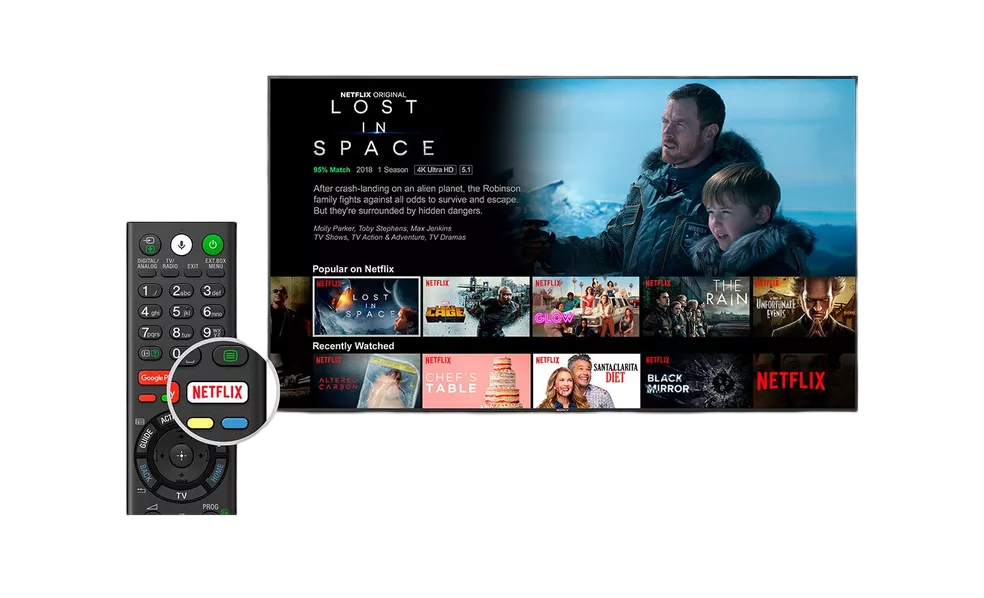 NETFLIX ORIGINAL
LOST
IN
SPACE
95% Match 2018 1 Season 4K Ultra HD 5.1
After crash-landing on an alien planet, the Robinson
family fights against all odds to survive and escape.
But they're surrounded by hidden dangers.
Molly Parker, Toby Stephens, Max Jenkins
TV Shows, TV Action & Adventure, TV Dramas
Popular on Netflix
NETFLIX
LOST
IN
SPACE
NETFLIX
CAGE
NETFLIX
GLOW
NETFLIX
THE
RAIN
NETFLIX
UNFORTUNATE
EVENTS
Recently Watched
NETFLIX
ALTERED
CARBON
NETFLIX
CHEF'S
TABLE
NETFLIX
SANTA CLARITA
DIET
NETFLIX
BLACK
MIRROR
NETFLIX
DIGITAL/
ANALOG
TV/
RADIO
EXIT
EXT.BOX
MENU
1 2abc 3def
4ghi 5jkl 6mno
7pqrs 8tuv 9wxyz
0
Google P
NETFLIX
GUIDE
ACT
BACK
HOME
TV
PROG